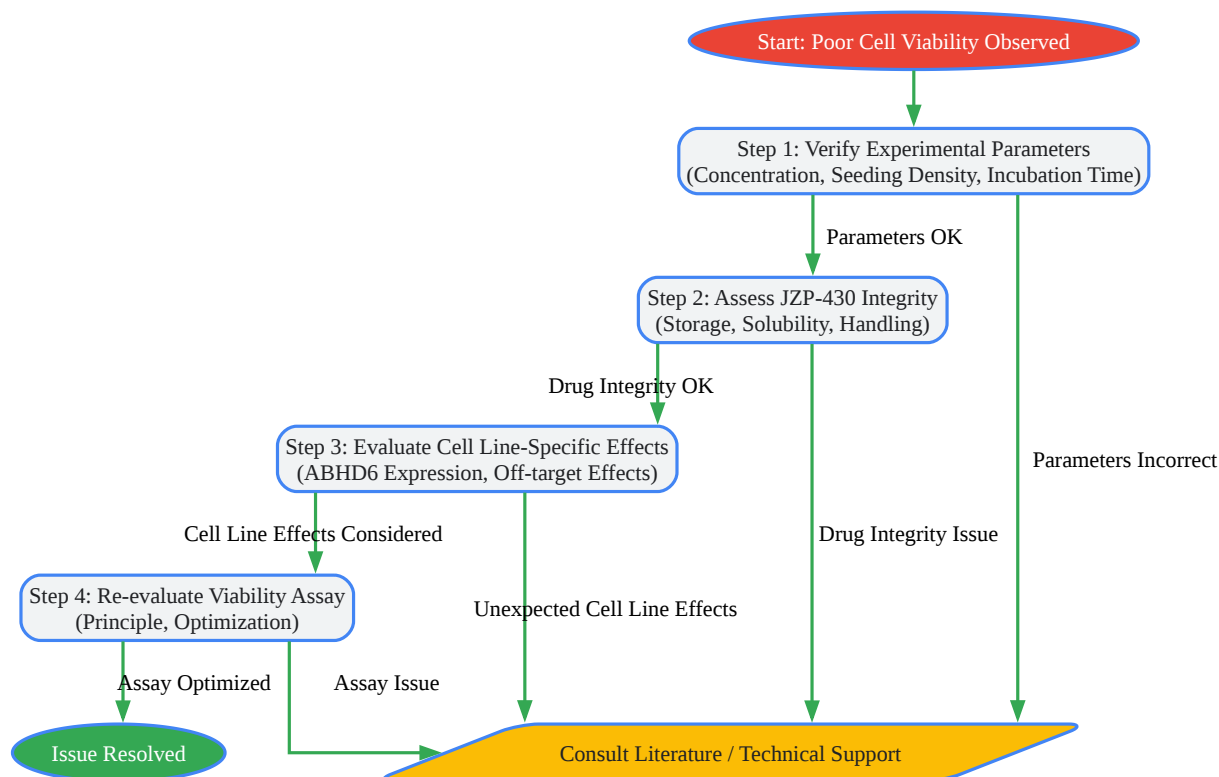 Start: Poor Cell Viability Observed
Step 1: Verify Experimental Parameters
(Concentration, Seeding Density, Incubation Time)
Parameters OK
Step 2: Assess JZP-430 Integrity
(Storage, Solubility, Handling)
Drug Integrity OK
Step 3: Evaluate Cell Line-Specific Effects
(ABHD6 Expression, Off-target Effects)
Parameters Incorrect
Cell Line Effects Considered
Drug Integrity Issue
Step 4: Re-evaluate Viability Assay
(Principle, Optimization)
Unexpected Cell Line Effects
Assay Optimized
Assay Issue
Issue Resolved
Consult Literature / Technical Support